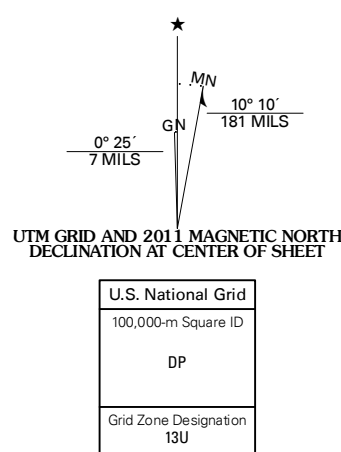 ★
MN
10° 10´
181 MILS
GN
0° 25´
7 MILS
UTM GRID AND 2011 MAGNETIC NORTH
DECLINATION AT CENTER OF SHEET
U.S. National Grid
100,000-m Square ID
DP
Grid Zone Designation
13U